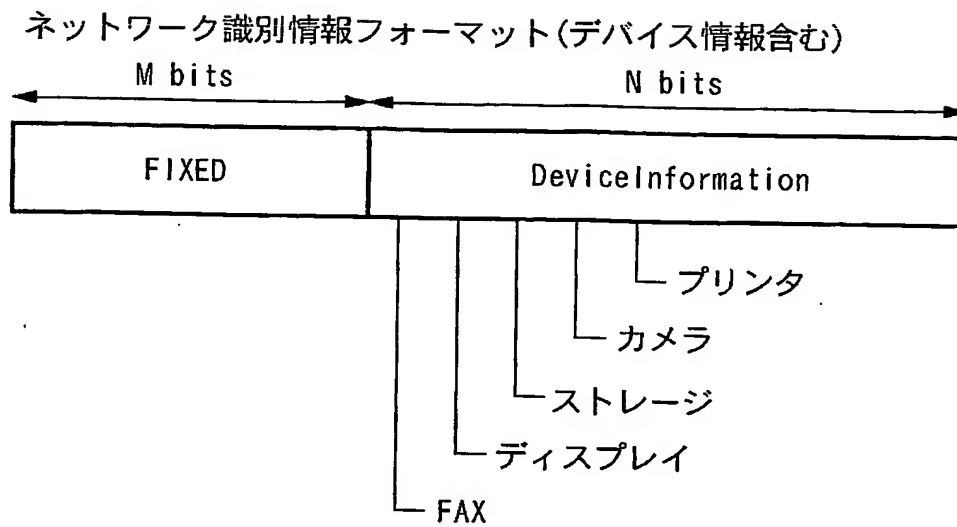 ネットワーク識別情報フォーマット(デバイス情報含む)
M bits N bits
FIXED DeviceInformation
プリンタ
カメラ
ストレージ
ディスプレイ
FAX